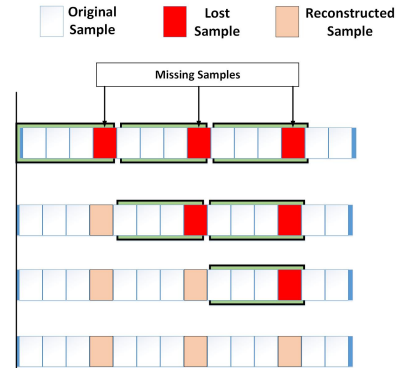 Original
Sample
Lost
Sample
Reconstructed
Sample
Missing Samples